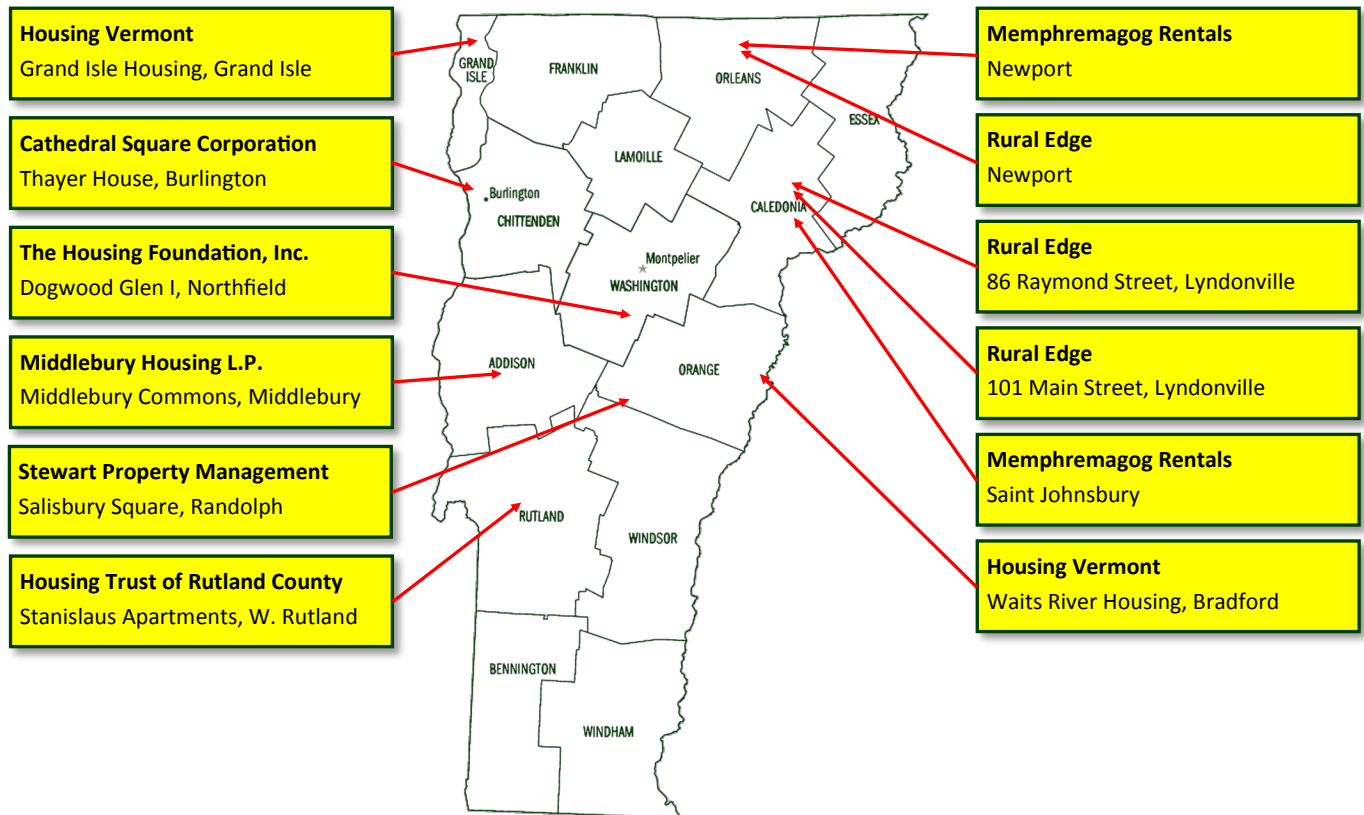 Housing Vermont
Grand Isle Housing, Grand Isle
Cathedral Square Corporation
Thayer House, Burlington
The Housing Foundation, Inc.
Dogwood Glen I, Northfield
Middlebury Housing L.P.
Middlebury Commons, Middlebury
Stewart Property Management
Salisbury Square, Randolph
Housing Trust of Rutland County
Stanislaus Apartments, W. Rutland
GRAND
ISLE
FRANKLIN
ORLEANS
ESSEX
LAMOILLE
Burlington
CHITTENDEN
CALEDONIA
Montpelier
WASHINGTON
ADDISON
ORANGE
RUTLAND
WINDSOR
BENNINGTON
WINDHAM
Memphremagog Rentals
Newport
Rural Edge
Newport
Rural Edge
86 Raymond Street, Lyndonville
Rural Edge
101 Main Street, Lyndonville
Memphremagog Rentals
Saint Johnsbury
Housing Vermont
Waits River Housing, Bradford